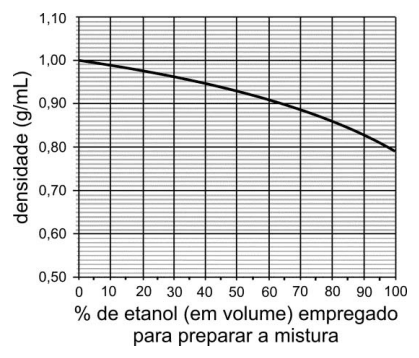 densidade (g/mL)
1,10
1,00
0,90
0,80
0,70
0,60
0,50
0 10 20 30 40 50 60 70 80 90 100
% de etanol (em volume) empregado
para preparar a mistura